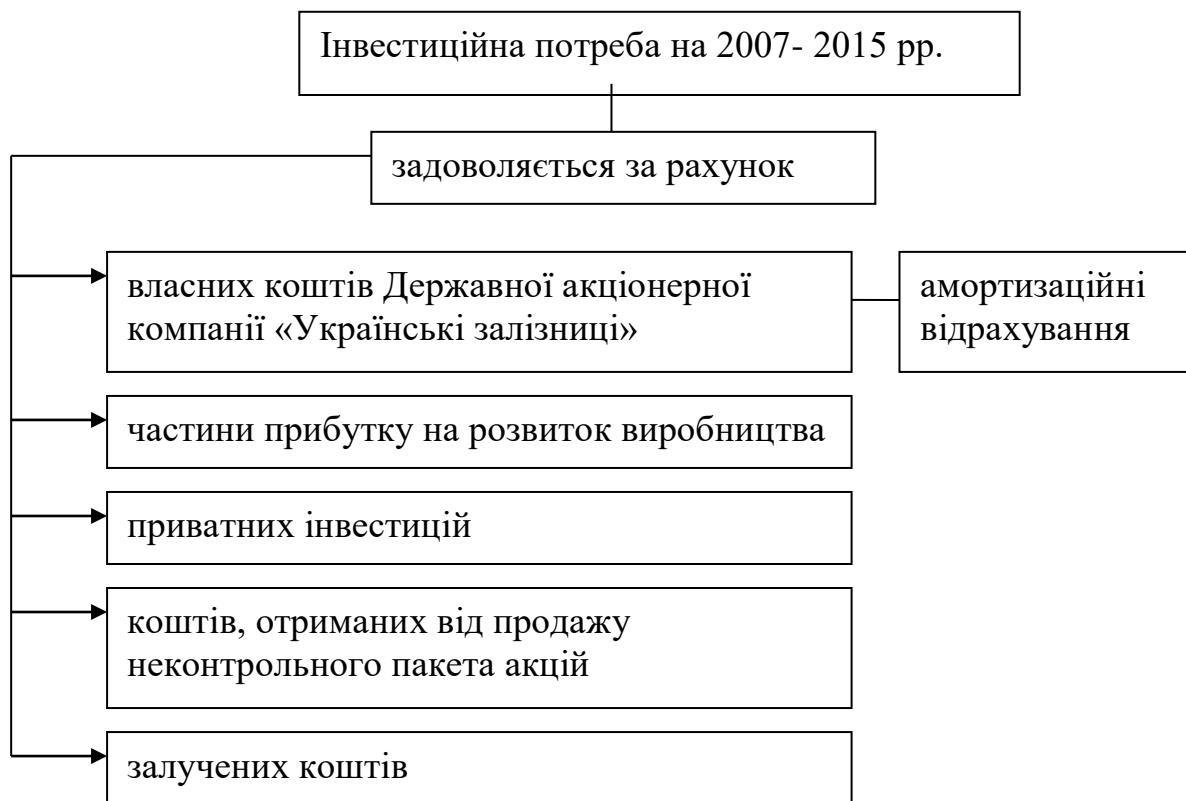 Інвестиційна потреба на 2007- 2015 рр.
задоволяється за рахунок
власних коштів Державної акціонерної
компанії «Українські залізниці»
амортизаційні
відрахування
частини прибутку на розвиток виробництва
приватних інвестицій
коштів, отриманих від продажу
неконтрольного пакета акцій
залучених коштів